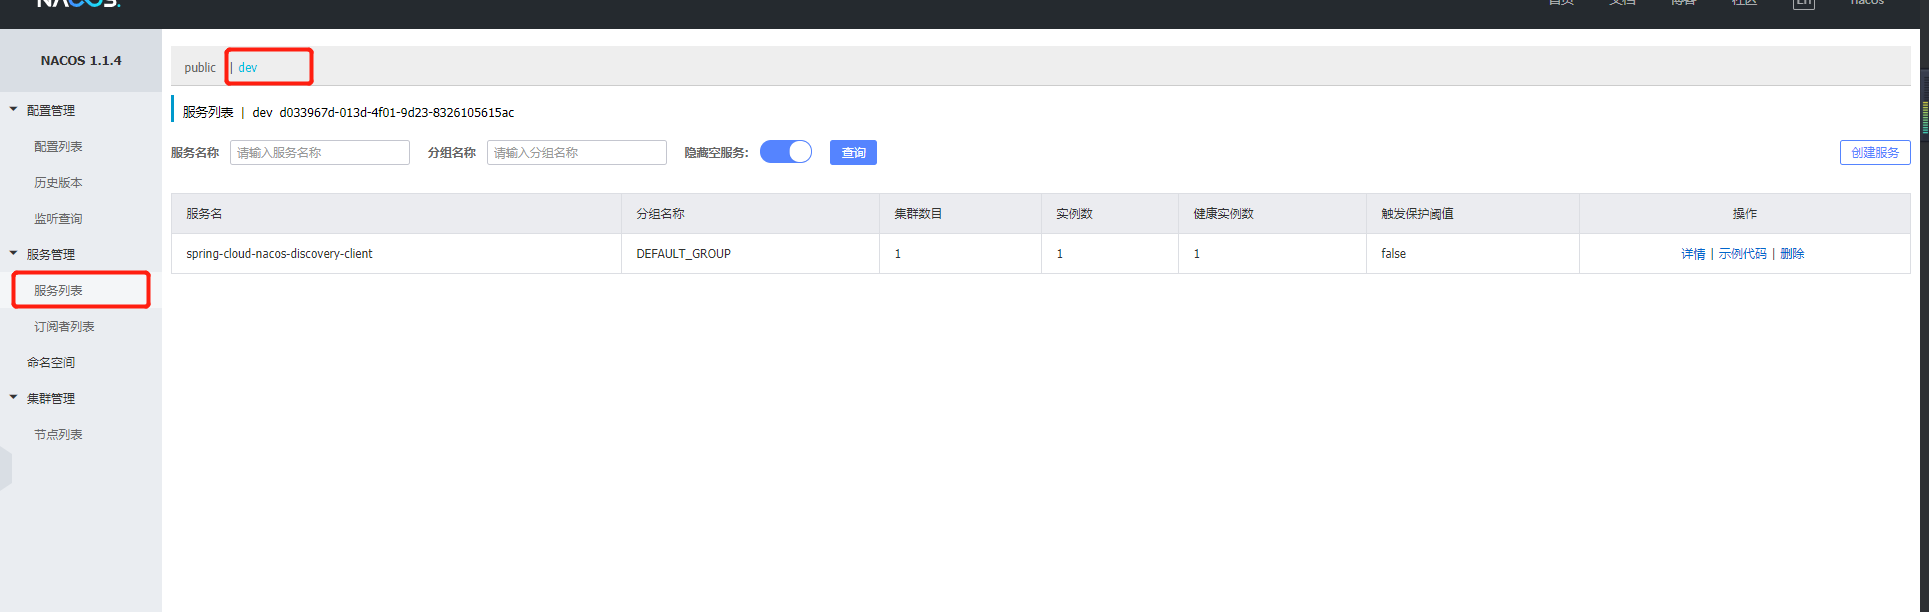 NACOS.
首页 文档 博客 社区 En nacos
NACOS 1.1.4
配置管理
配置列表
历史版本
监听查询
服务管理
服务列表
订阅者列表
命名空间
集群管理
节点列表
public | dev
服务列表 | dev d033967d-013d-4f01-9d23-8326105615ac
服务名称 请输入服务名称 分组名称 请输入分组名称 隐藏空服务: 查询 创建服务
服务名 分组名称 集群数目 实例数 健康实例数 触发保护阈值 操作
spring-cloud-nacos-discovery-client DEFAULT_GROUP 1 1 1 false 详情 | 示例代码 | 删除